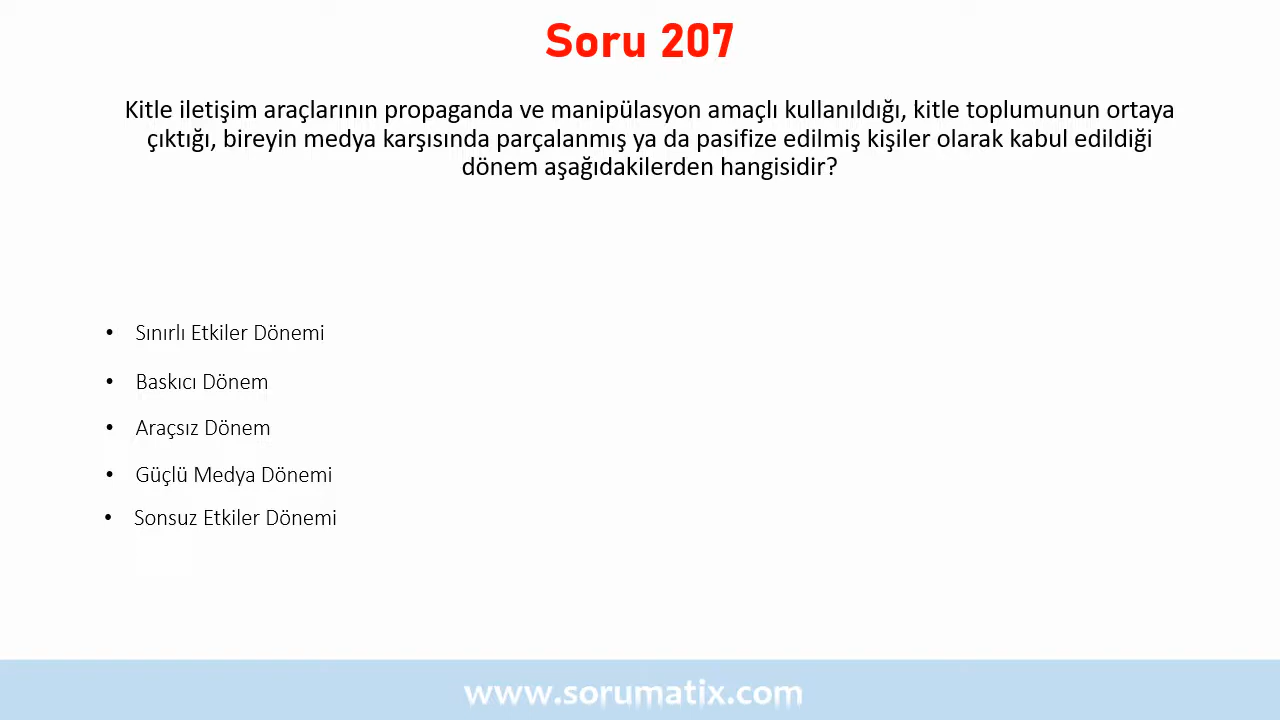 Soru 207
Kitle iletişim araçlarının propaganda ve manipülasyon amaçlı kullanıldığı, kitle toplumunun ortaya
çıktığı, bireyin medya karşısında parçalanmış ya da pasifize edilmiş kişiler olarak kabul edildiği
dönem aşağıdakilerden hangisidir?
• Sınırlı Etkiler Dönemi
• Baskıcı Dönem
• Araçsız Dönem
• Güçlü Medya Dönemi
• Sonsuz Etkiler Dönemi
www.sorumatix.com